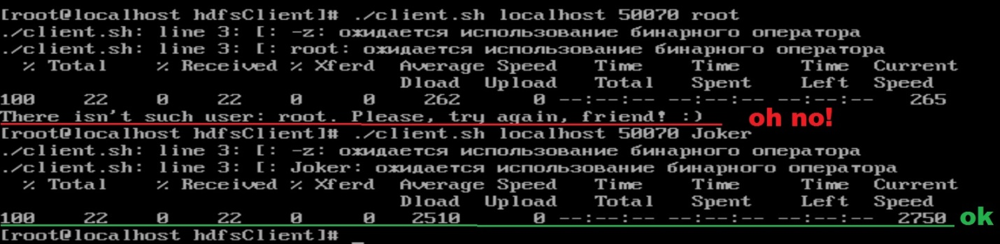 [root@localhost hdfsClient]# ./client.sh localhost 50070 root
./client.sh: line 3: [: -z: ожидается использование бинарного оператора
./client.sh: line 3: [: root: ожидается использование бинарного оператора
% Total % Received % Xferd Average Speed Time Time Time Current
Dload Upload Total Spent Left Speed
100 22 0 22 0 0 262 0 --:--:-- --:--:-- --:--:-- 265
There isn't such user: root. Please, try again, friend! :) oh no!
[root@localhost hdfsClient]# ./client.sh localhost 50070 Joker
./client.sh: line 3: [: -z: ожидается использование бинарного оператора
./client.sh: line 3: [: Joker: ожидается использование бинарного оператора
% Total % Received % Xferd Average Speed Time Time Time Current
Dload Upload Total Spent Left Speed
100 22 0 22 0 0 2510 0 --:--:-- --:--:-- --:--:-- 2750 ok
[root@localhost hdfsClient]# _